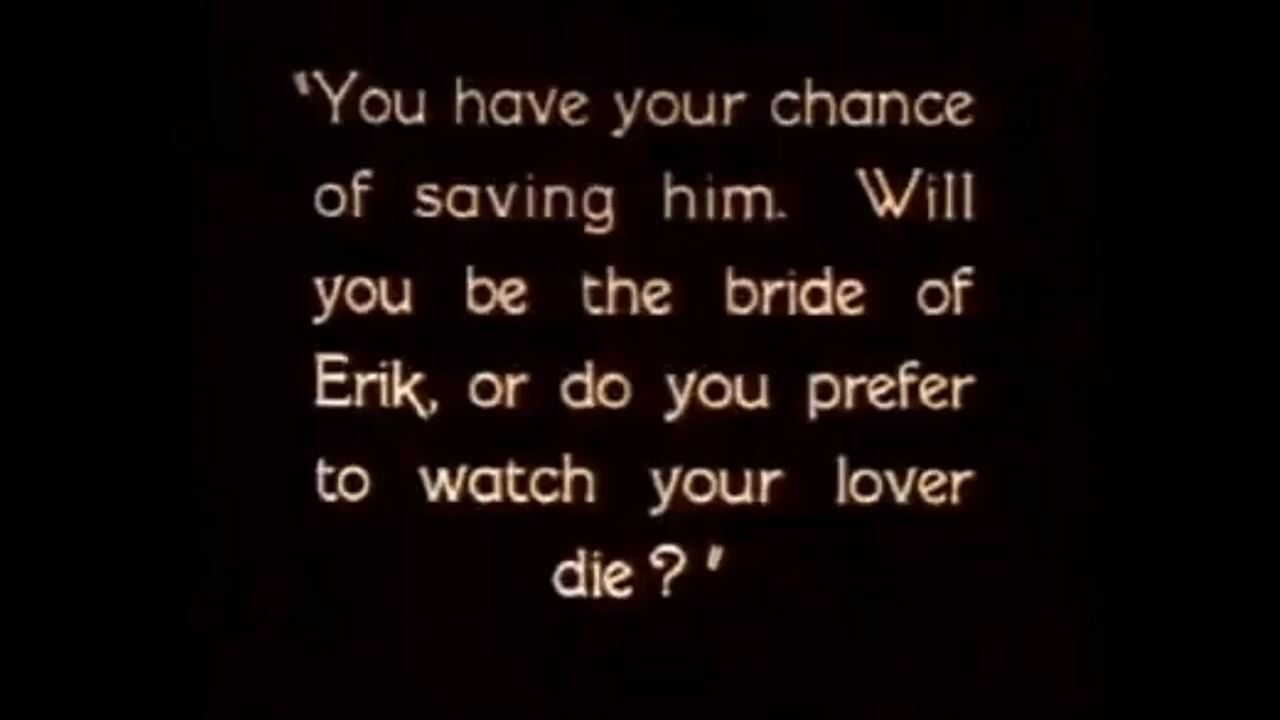 "You have your chance
of saving him. Will
you be the bride of
Erik, or do you prefer
to watch your lover
die?"